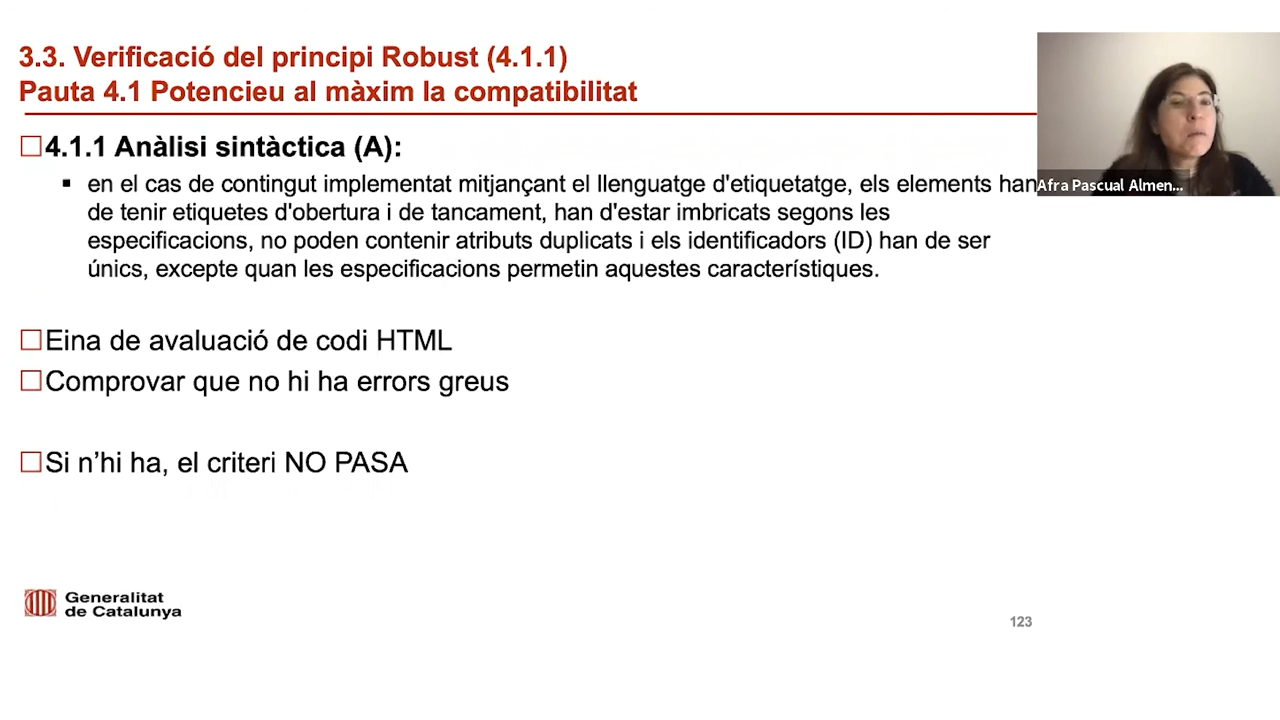 3.3. Verificació del principi Robust (4.1.1)
Pauta 4.1 Potencieu al màxim la compatibilitat
4.1.1 Anàlisi sintàctica (A):
en el cas de contingut implementat mitjançant el llenguatge d'etiquetatge, els elements han
de tenir etiquetes d'obertura i de tancament, han d'estar imbricats segons les
especificacions, no poden contenir atributs duplicats i els identificadors (ID) han de ser
únics, excepte quan les especificacions permetin aquestes característiques.
Eina de avaluació de codi HTML
Comprovar que no hi ha errors greus
Si n’hi ha, el criteri NO PASA
Afra Pascual Almen...
Generalitat
de Catalunya
123